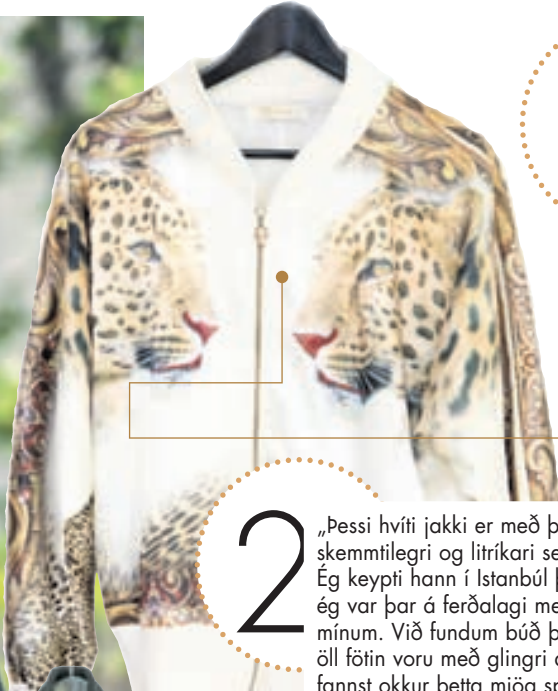 2
„Þessi hvíti jakki er með
skemmtilegri og litríkari
Ég keypti hann í Istanbúl
ég var þar á ferðalagi
mínum. Við fundum búð
öll fötin voru með glingri
fannst okkur þetta mjög